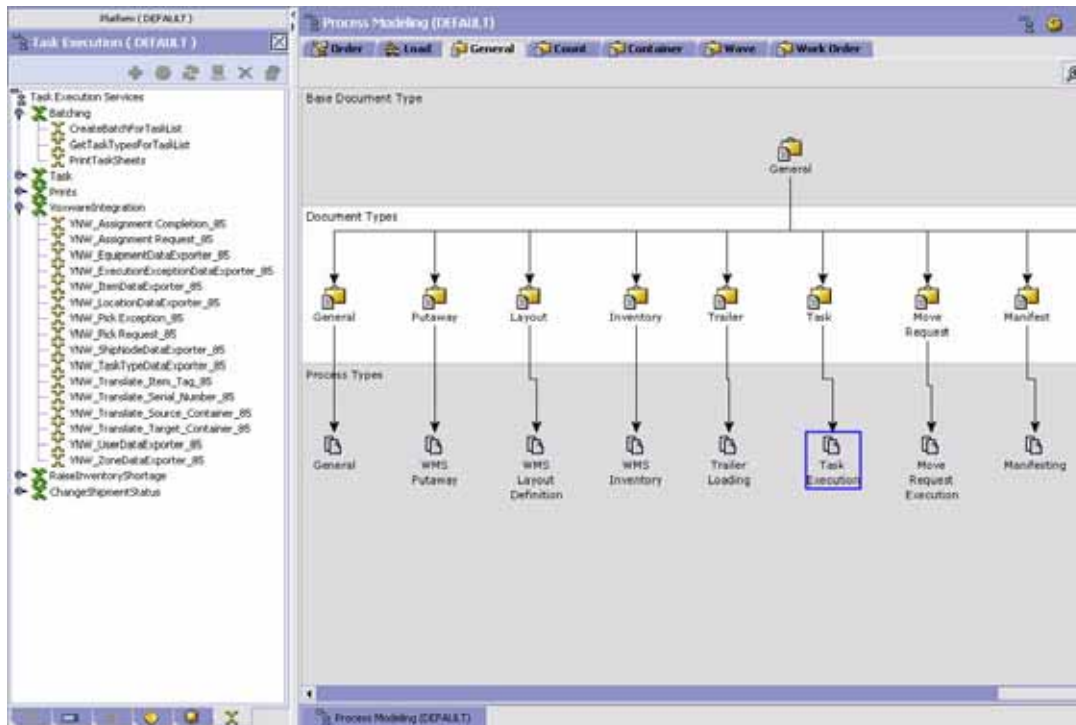 Platform ( DEFAULT )
Task Execution ( DEFAULT )
Task Execution Services
Batching
CreateBatchForTaskList
GetTaskTypesForTaskList
PrintTaskSheets
Task
Prints
VoxwareIntegration
YNW_Assignment Completion_85
YNW_Assignment Request_85
YNW_EquipmentDataExporter_85
YNW_ExecutionExceptionDataExporter_85
YNW_ItemDataExporter_85
YNW_LocationDataExporter_85
YNW_Pick Exception_85
YNW_Pick Request_85
YNW_ShipNodeDataExporter_85
YNW_TaskTypeDataExporter_85
YNW_Translate_Item_Tag_85
YNW_Translate_Serial_Number_85
YNW_Translate_Source_Container_85
YNW_Translate_Target_Container_85
YNW_UserDataExporter_85
YNW_ZoneDataExporter_85
RaiseInventoryShortage
ChangeShipmentStatus
Process Modeling (DEFAULT)
Order Load General Count Container Wave Work Order
Base Document Type
General
Document Types
General Putaway Layout Inventory Trailer Task Move Request Manifest
Process Types
General WMS Putaway WMS Layout Definition WMS Inventory Trailer Loading Task Execution Move Request Execution Manifesting
Process Modeling (DEFAULT)